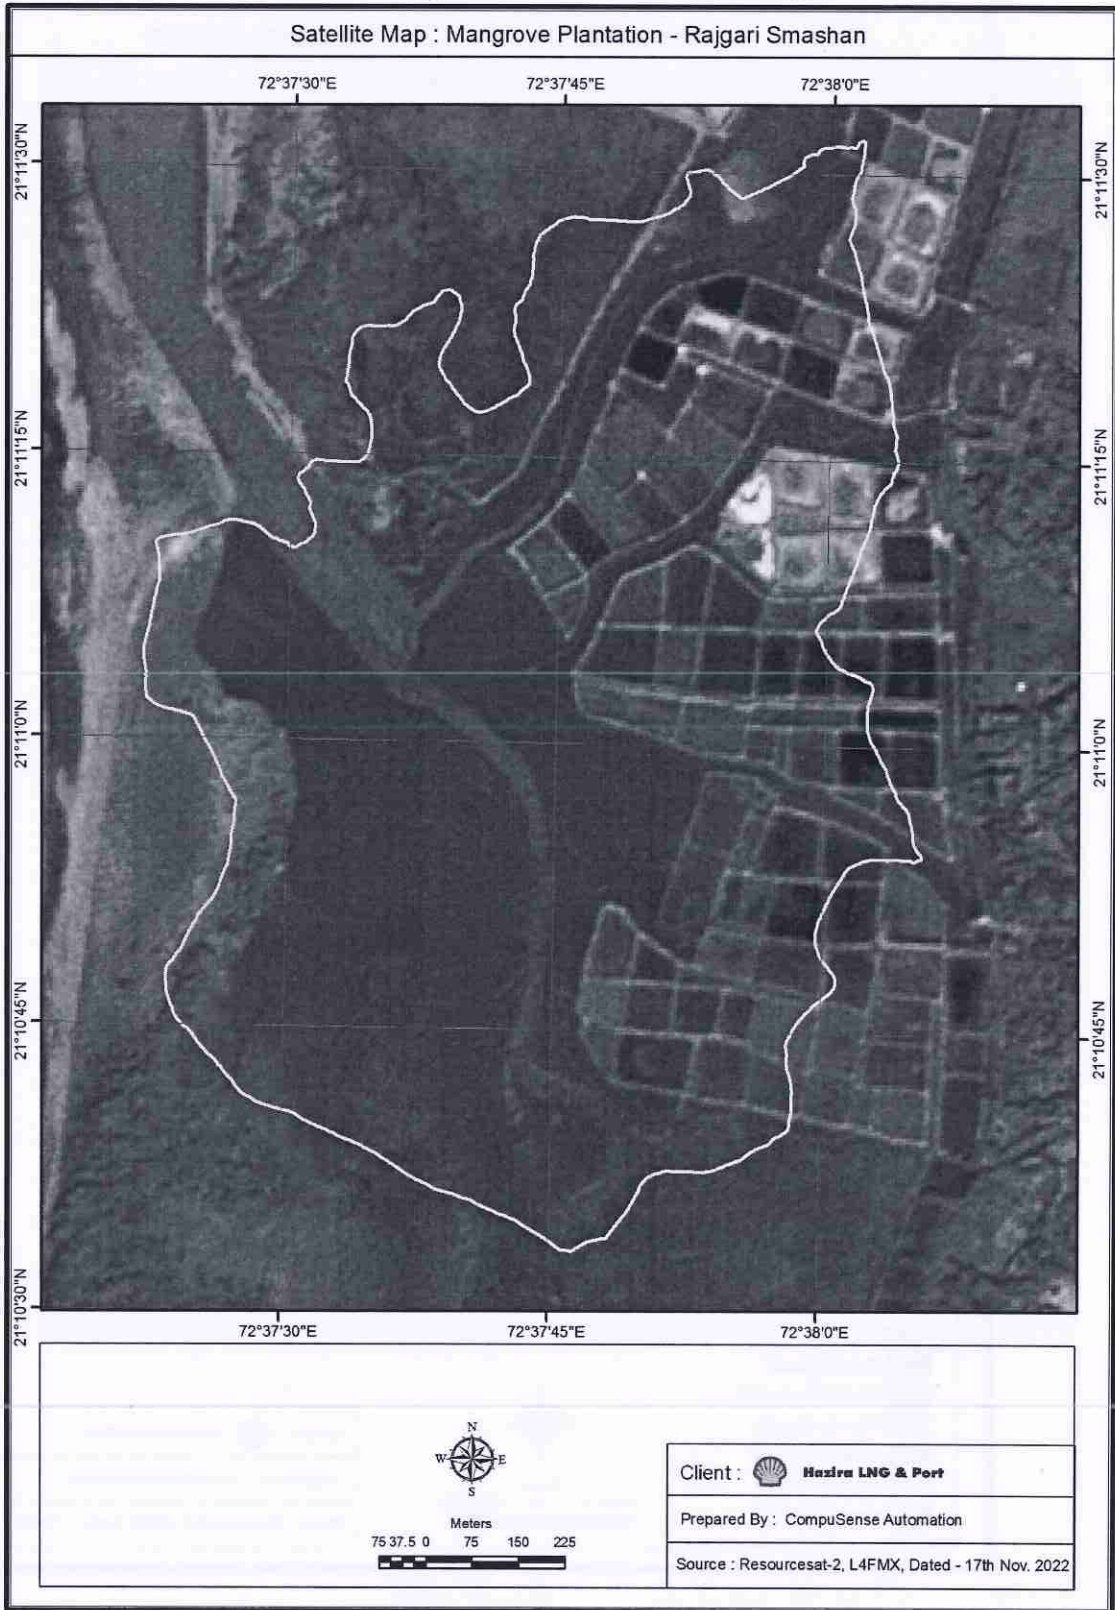 Satellite Map : Mangrove Plantation - Rajgari Smashan
72°37'30"E 72°37'45"E 72°38'0"E
21°11'30"N 21°11'30"N
21°11'15"N 21°11'15"N
21°11'0"N 21°11'0"N
21°10'45"N 21°10'45"N
21°10'30"N
72°37'30"E 72°37'45"E 72°38'0"E
N
W E
S
Meters
75 37.5 0 75 150 225
Client : Hazira LNG & Port
Prepared By : CompuSense Automation
Source : Resourcesat-2, L4FMX, Dated - 17th Nov. 2022